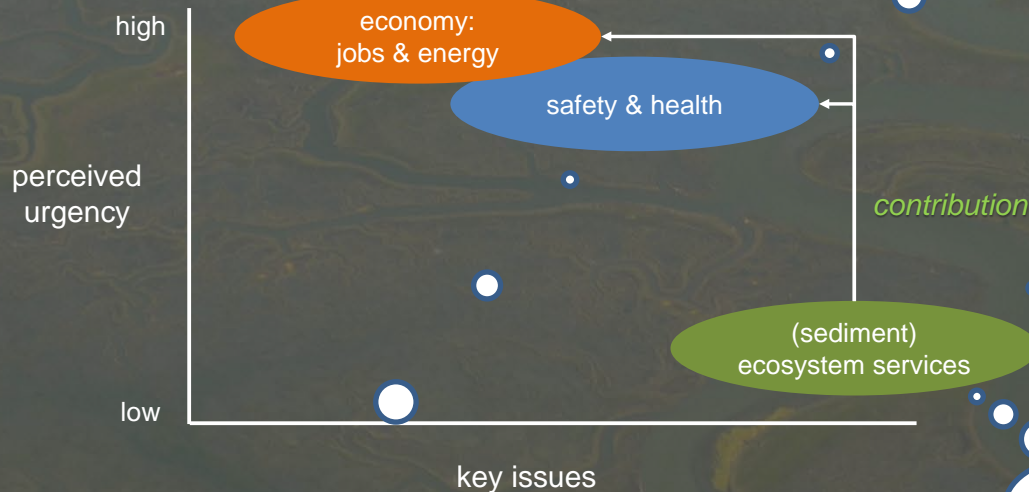 high
economy:
jobs & energy
safety & health
perceived
urgency
contribution
(sediment)
ecosystem services
low
key issues